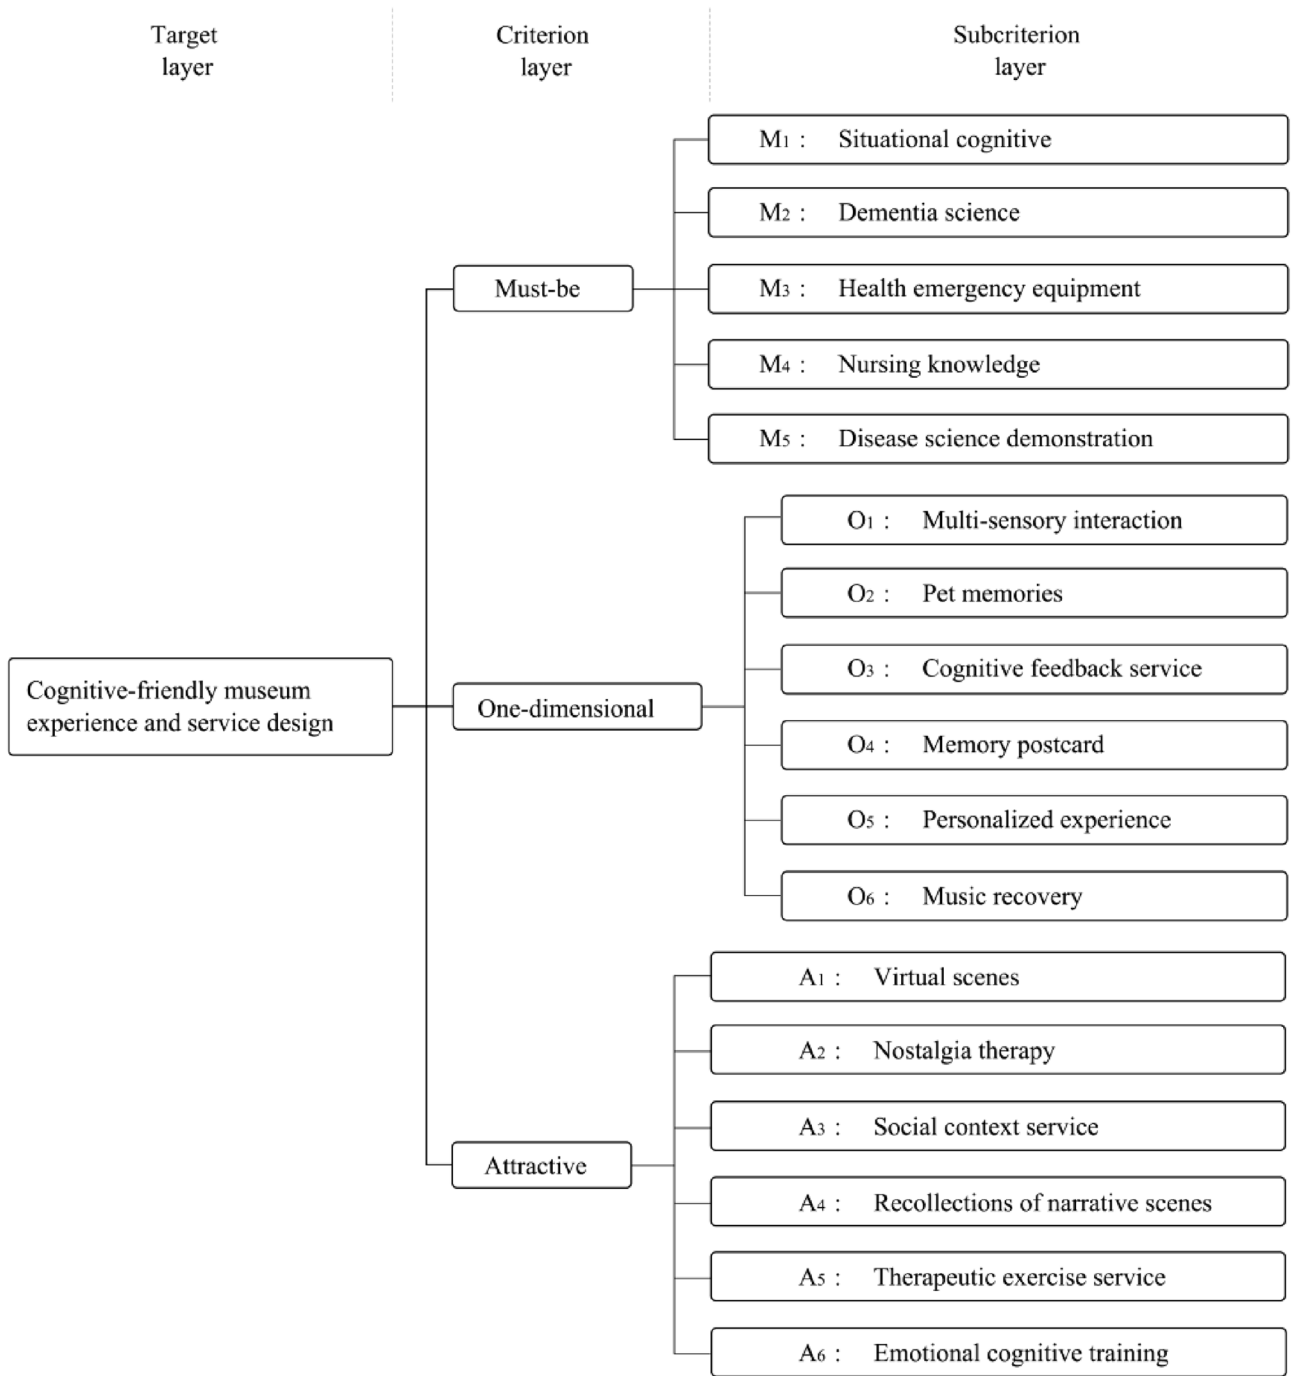 Target
layer
Criterion
layer
Subcriterion
layer
M1 : Situational cognitive
M2 : Dementia science
Must-be
M3 : Health emergency equipment
M4 : Nursing knowledge
M5 : Disease science demonstration
O1 : Multi-sensory interaction
O2 : Pet memories
O3 : Cognitive feedback service
Cognitive-friendly museum
experience and service design
One-dimensional
O4 : Memory postcard
O5 : Personalized experience
O6 : Music recovery
A1 : Virtual scenes
A2 : Nostalgia therapy
A3 : Social context service
Attractive
A4 : Recollections of narrative scenes
A5 : Therapeutic exercise service
A6 : Emotional cognitive training